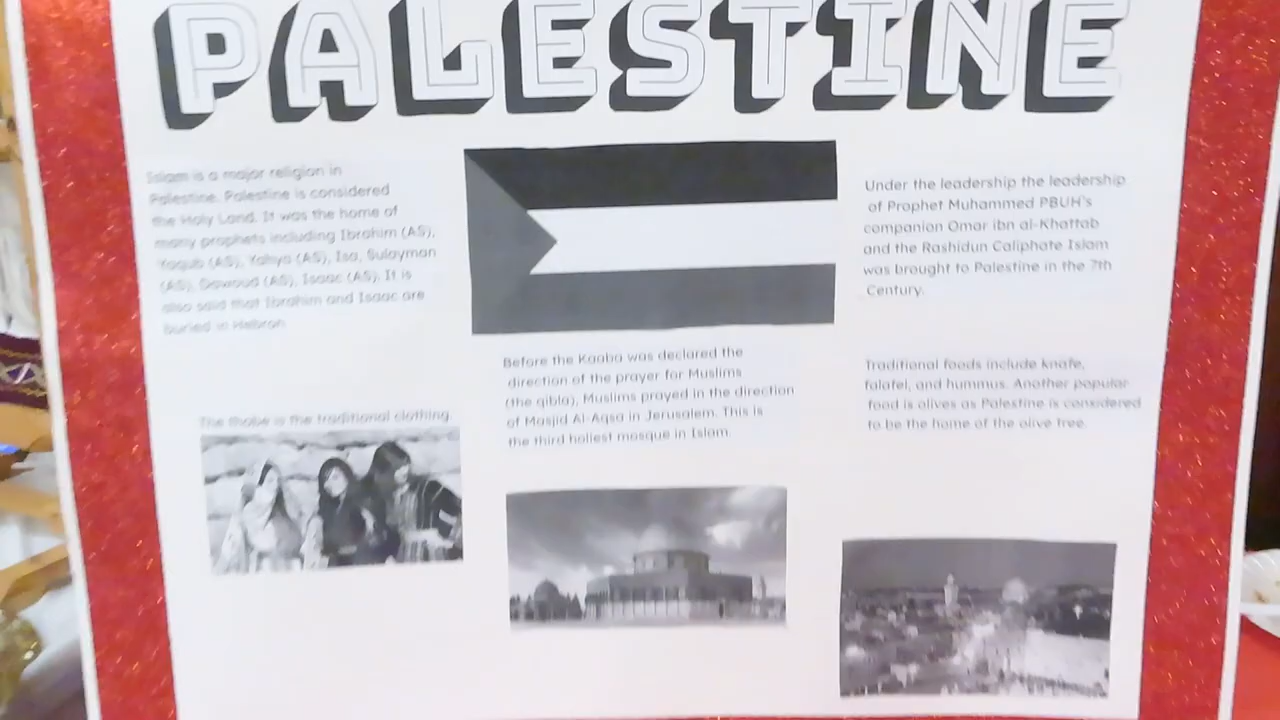 PALESTINE
Islam is a major religion in
Palestine. Palestine is considered
the Holy Land. It was the home of
many prophets including Ibrahim (AS),
Yaqub (AS), Yahya (AS), Isa, Sulayman
(AS), Dawoud (AS), Isaac (AS). It is
also said that Ibrahim and Isaac are
buried in Hebron
The thobe is the traditional clothing.
Before the Kaaba was declared the
direction of the prayer for Muslims
(the qibla), Muslims prayed in the direction
of Masjid Al-Aqsa in Jerusalem. This is
the third holiest mosque in Islam.
Under the leadership the leadership
of Prophet Muhammed PBUH's
companion Omar ibn al-Khattab
and the Rashidun Caliphate Islam
was brought to Palestine in the 7th
Century.
Traditional foods include knafe,
falafel, and hummus. Another popular
food is olives as Palestine is considered
to be the home of the olive tree.